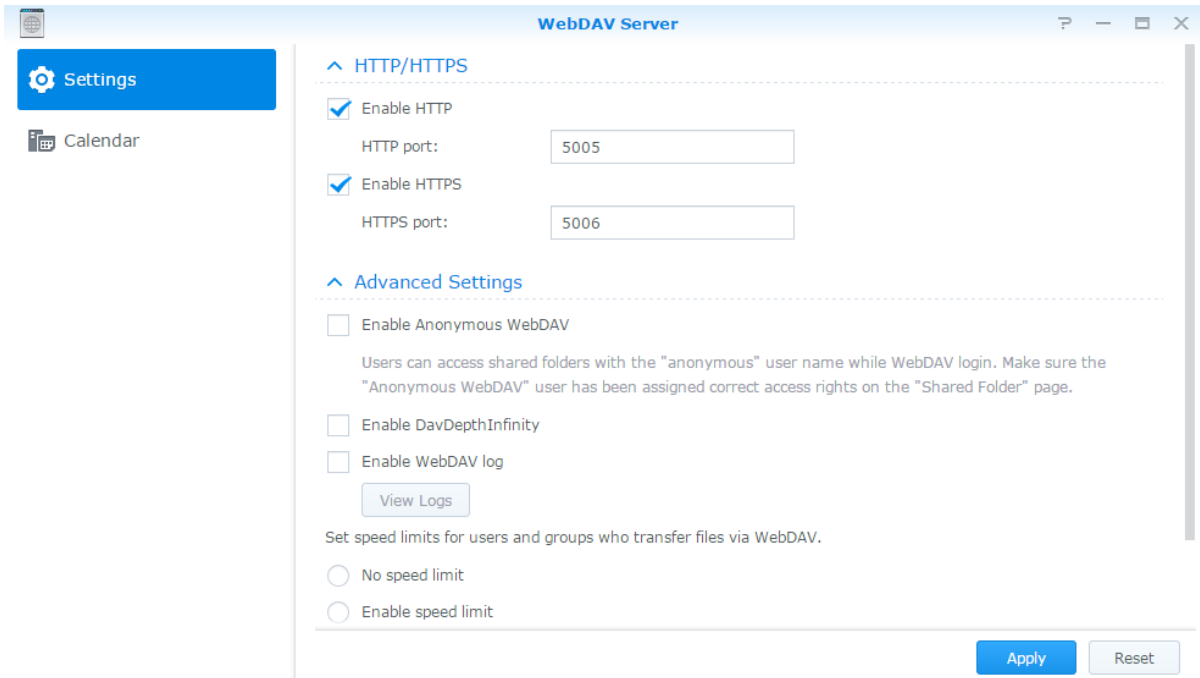 WebDAV Server
Settings
Calendar
HTTP/HTTPS
Enable HTTP
HTTP port: 5005
Enable HTTPS
HTTPS port: 5006
Advanced Settings
Enable Anonymous WebDAV
Users can access shared folders with the "anonymous" user name while WebDAV login. Make sure the
"Anonymous WebDAV" user has been assigned correct access rights on the "Shared Folder" page.
Enable DavDepthInfinity
Enable WebDAV log
View Logs
Set speed limits for users and groups who transfer files via WebDAV.
No speed limit
Enable speed limit
Apply Reset